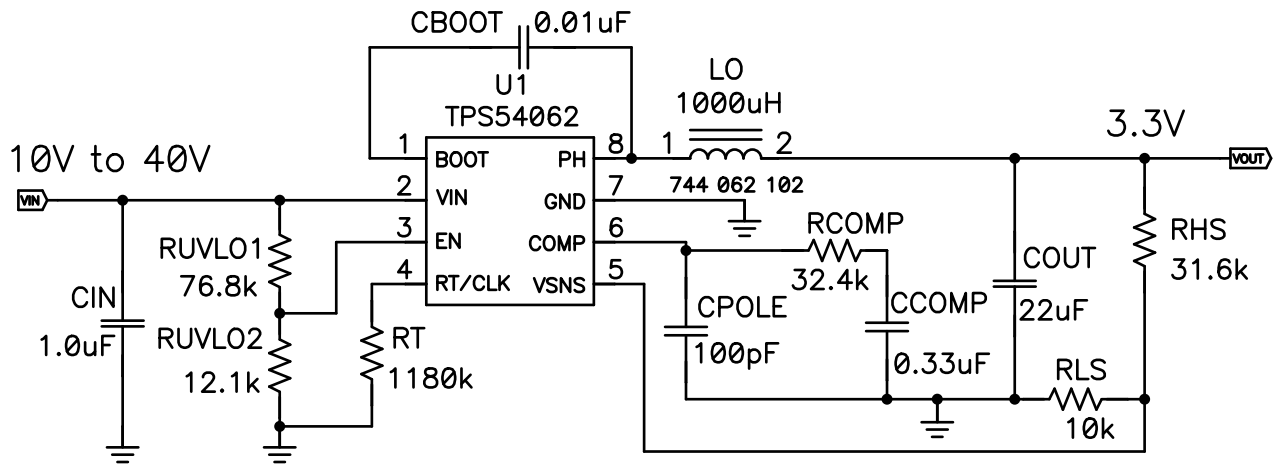 CBOOT 0.01uF
U1
TPS54062
LO
1000uH
1 2
744 062 102
3.3V
VOUT
10V to 40V
VIN
1 BOOT PH 8
2 VIN GND 7
3 EN COMP 6
4 RT/CLK VSNS 5
RUVLO1
76.8k
RUVLO2
12.1k
CIN
1.0uF
RT
1180k
RCOMP
32.4k
CPOLE
100pF
CCOMP
0.33uF
COUT
22uF
RHS
31.6k
RLS
10k